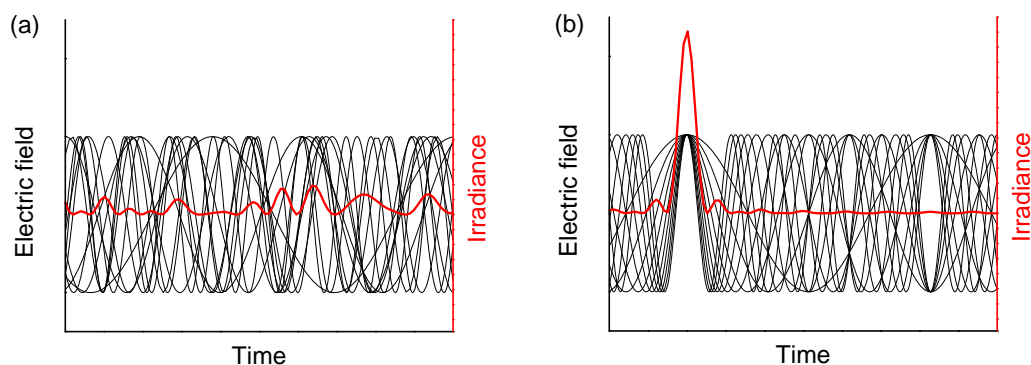 (a)
Electric field
Irradiance
Time
(b)
Electric field
Irradiance
Time